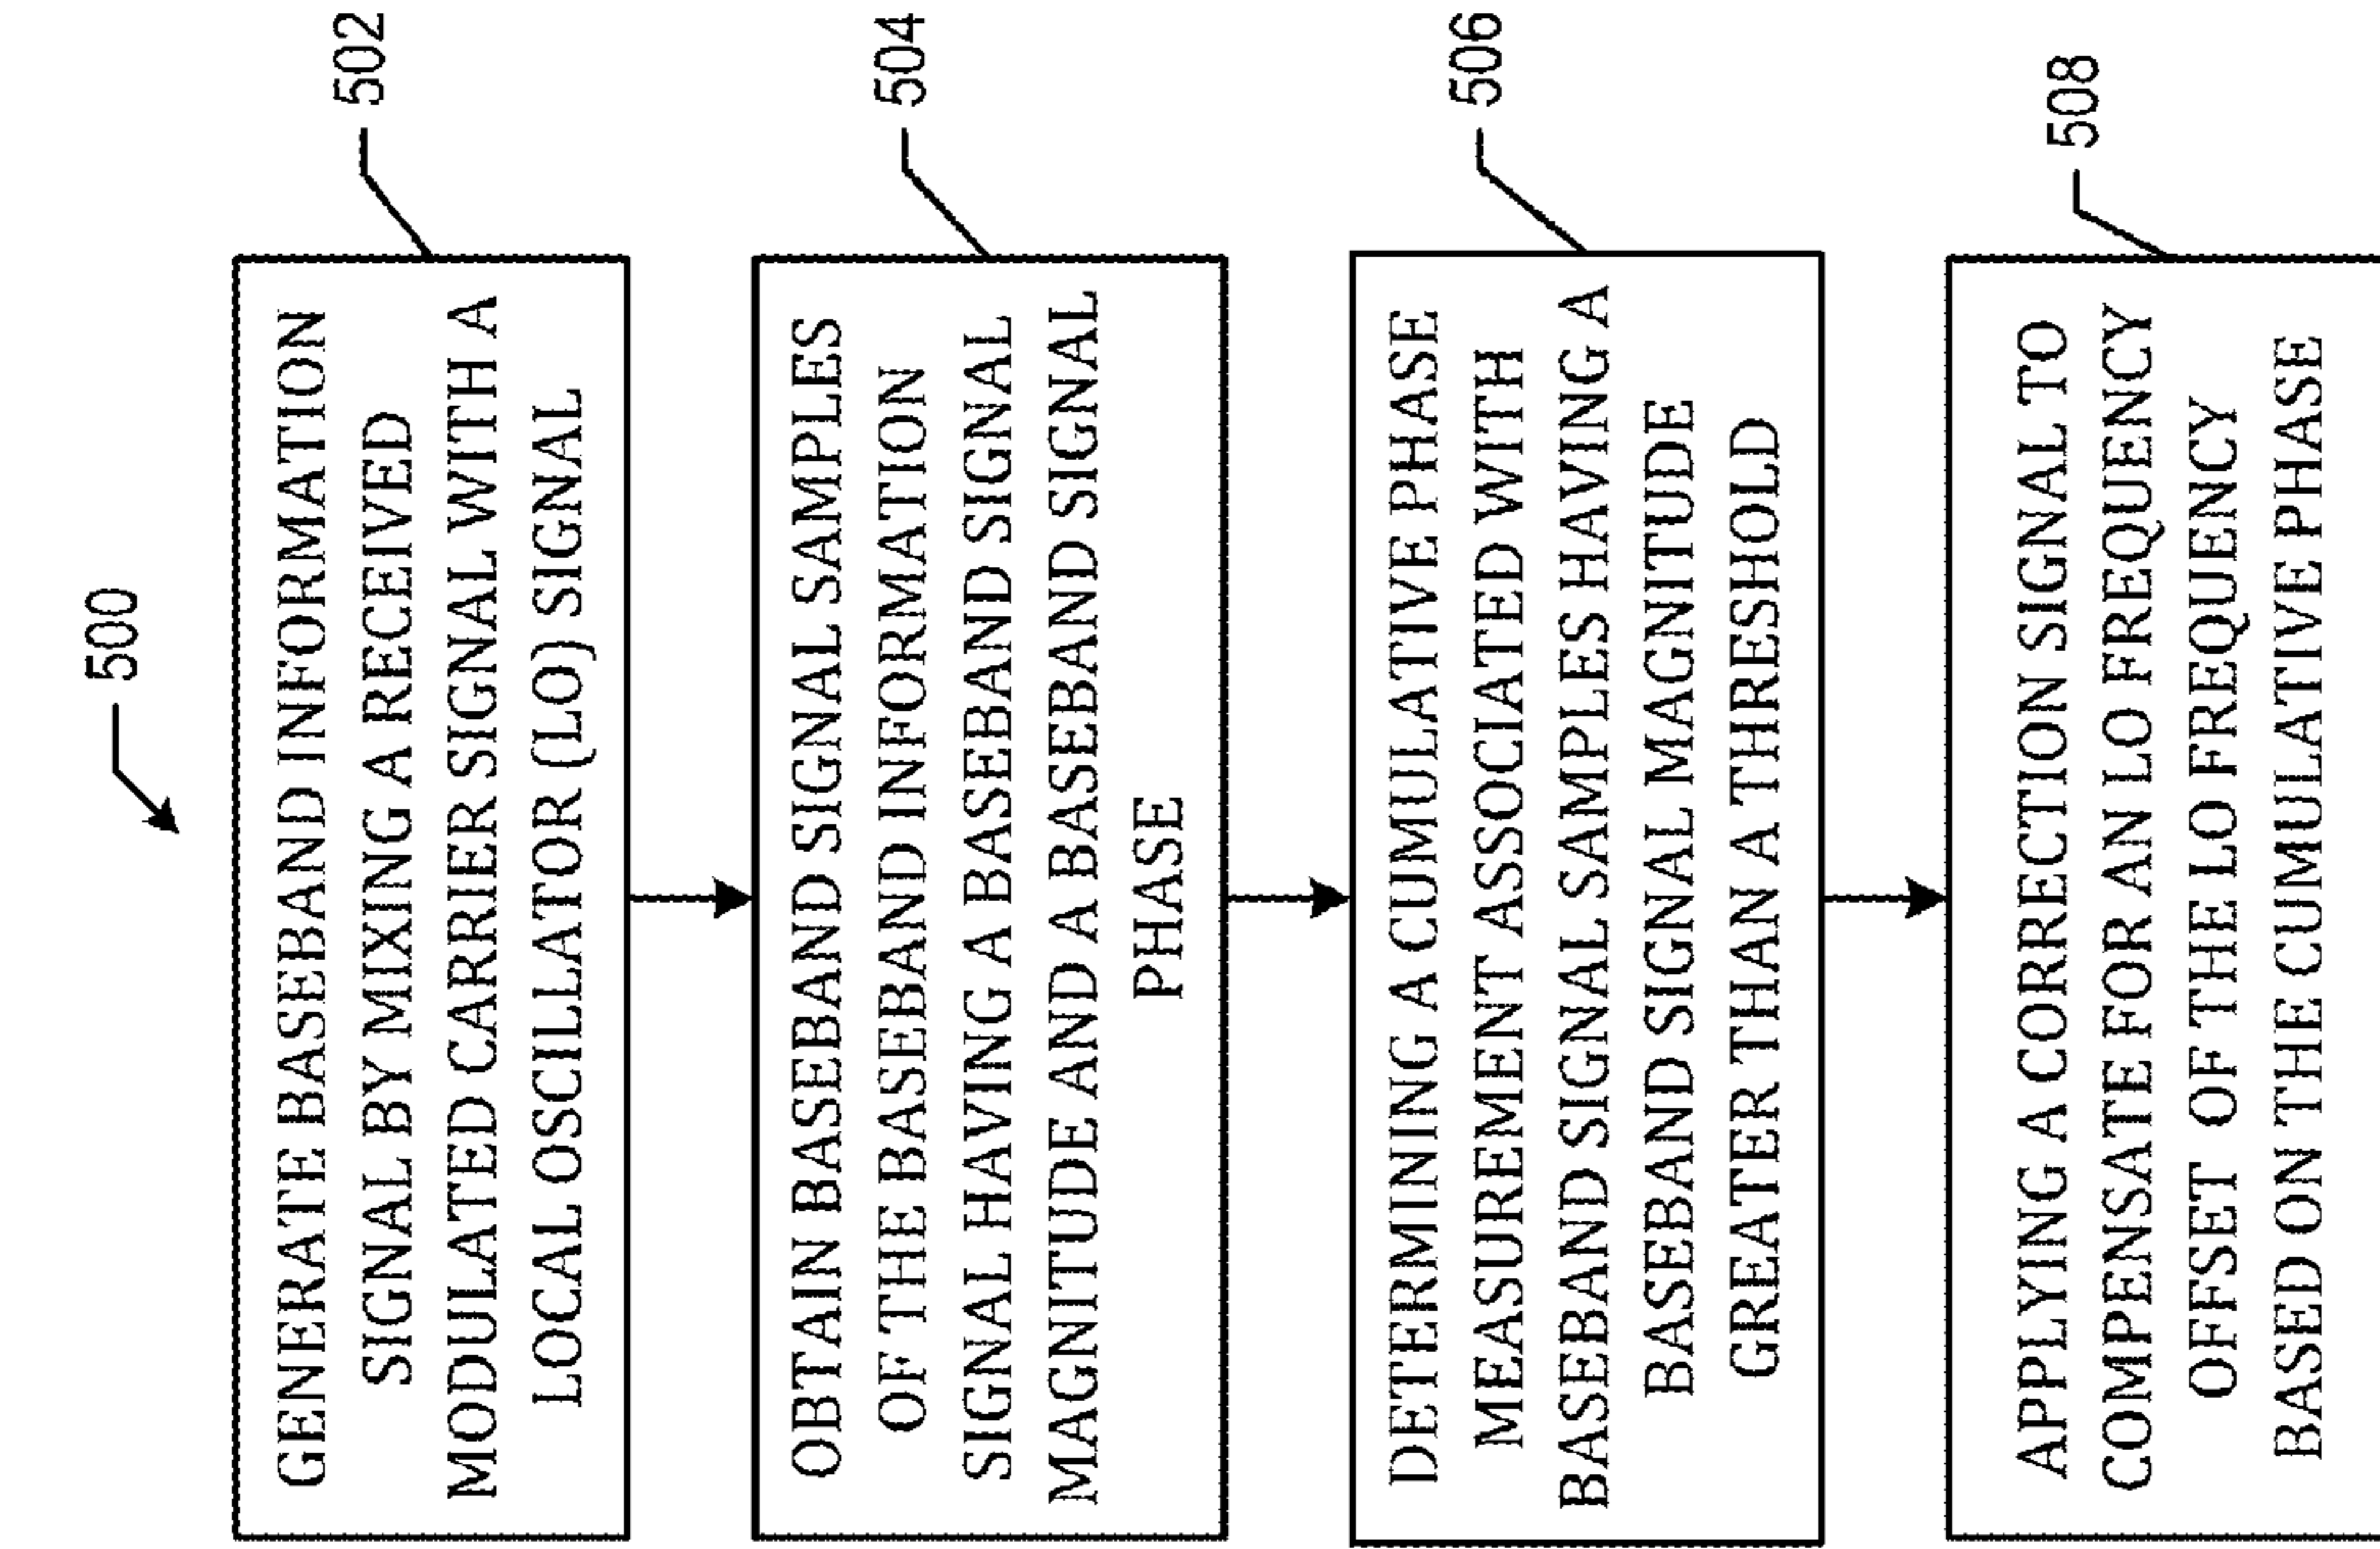 500
GENERATE BASEBAND INFORMATION
SIGNAL BY MIXING A RECEIVED
MODULATED CARRIER SIGNAL WITH A
LOCAL OSCILLATOR (LO) SIGNAL
502
OBTAIN BASEBAND SIGNAL SAMPLES
OF THE BASEBAND INFORMATION
SIGNAL HAVING A BASEBAND SIGNAL
MAGNITUDE AND A BASEBAND SIGNAL
PHASE
504
DETERMINING A CUMULATIVE PHASE
MEASUREMENT ASSOCIATED WITH
BASEBAND SIGNAL SAMPLES HAVING A
BASEBAND SIGNAL MAGNITUDE
GREATER THAN A THRESHOLD
506
APPLYING A CORRECTION SIGNAL TO
COMPENSATE FOR AN LO FREQUENCY
OFFSET OF THE LO FREQUENCY
BASED ON THE CUMULATIVE PHASE
508